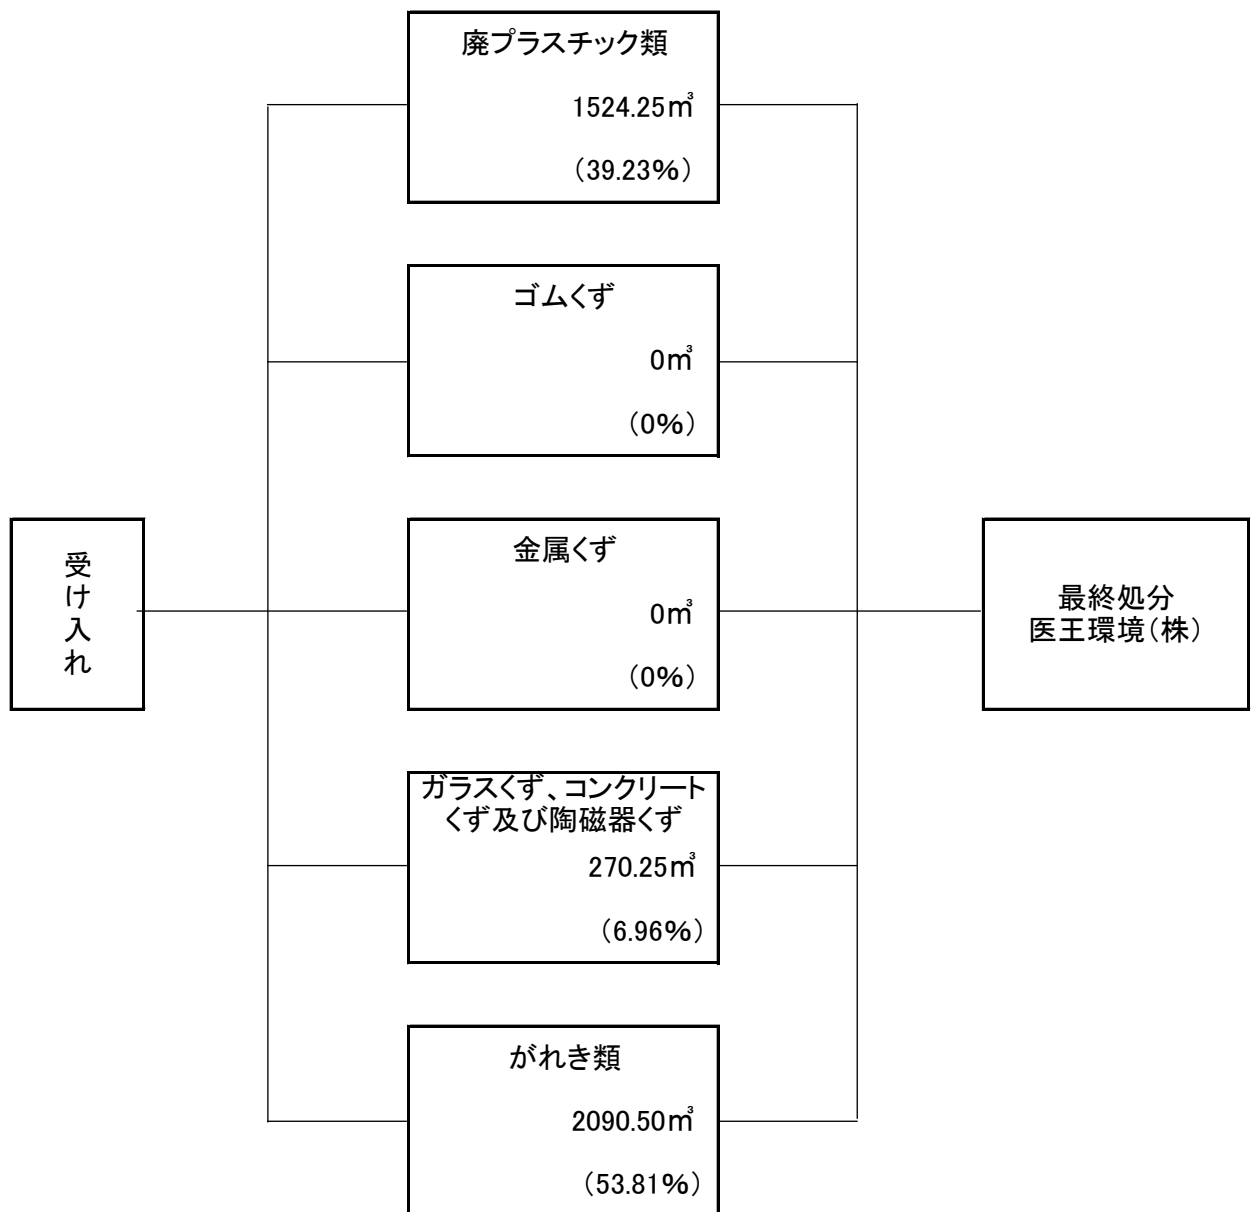 廃プラスチック類
1524.25㎥
（39.23%）
ゴムくず
0㎥
（0%）
受け入れ
金属くず
0㎥
（0%）
最終処分
医王環境（株）
ガラスくず、コンクリート
くず及び陶磁器くず
270.25㎥
（6.96%）
がれき類
2090.50㎥
（53.81%）